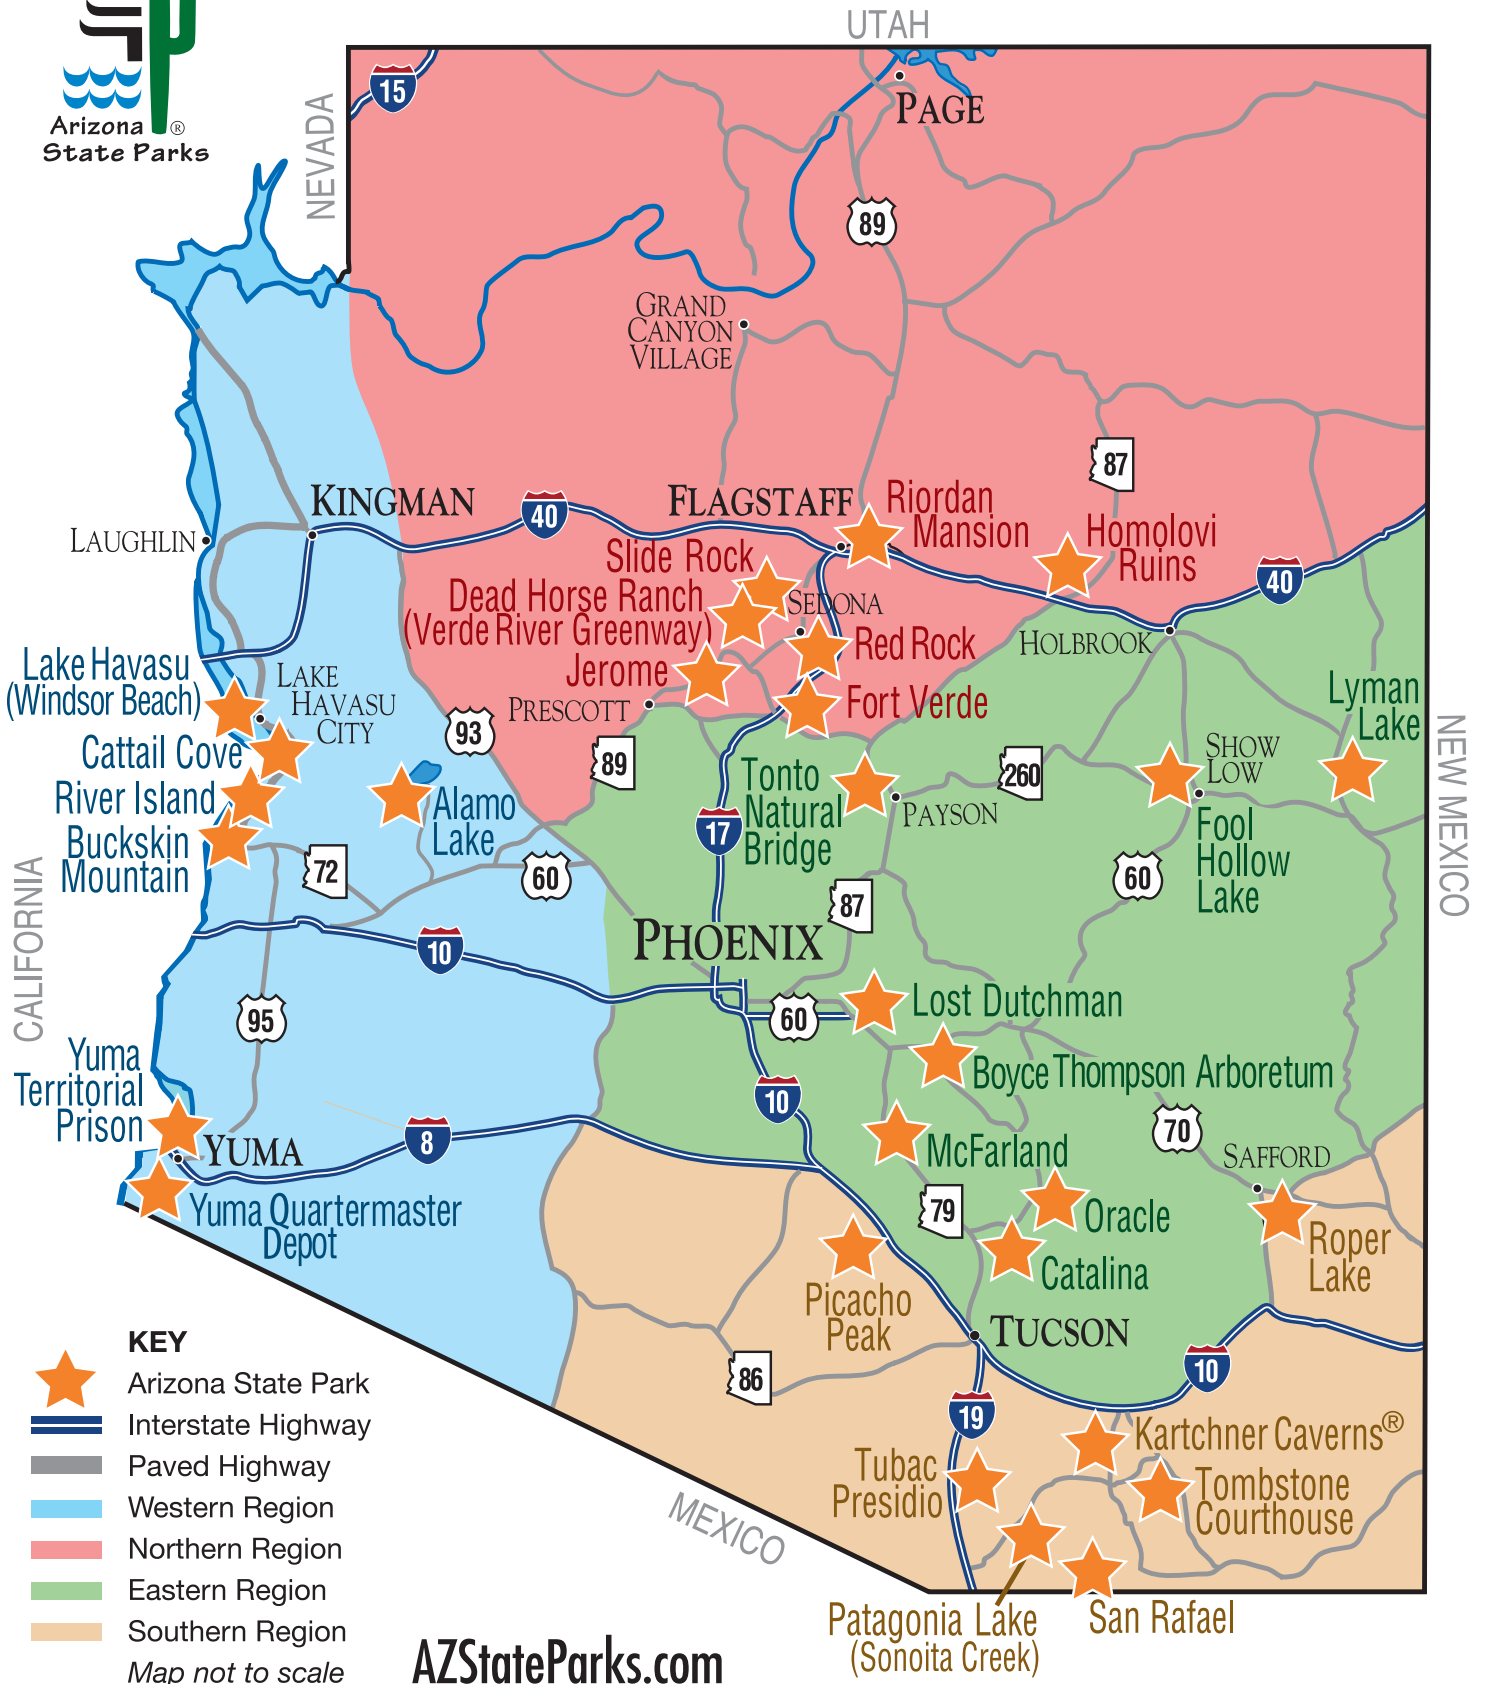 UTAH
Arizona ®
State Parks
NEVADA
15
PAGE
89
GRAND
CANYON
VILLAGE
87
KINGMAN
40
FLAGSTAFF
Riordan
Mansion
Homolovi
Ruins
LAUGHLIN
Slide Rock
40
Dead Horse Ranch
(Verde River Greenway)
SEDONA
Red Rock
HOLBROOK
Jerome
Lake Havasu
(Windsor Beach)
LAKE
HAVASU
CITY
PRESCOTT
Fort Verde
Lyman
Lake
NEW MEXICO
93
89
Cattail Cove
River Island
Buckskin
Mountain
Alamo
Lake
Tonto
Natural
Bridge
17
PAYSON
260
SHOW
LOW
Fool
Hollow
Lake
CALIFORNIA
72
60
87
60
PHOENIX
10
95
60
Lost Dutchman
Boyce Thompson Arboretum
Yuma
Territorial
Prison
10
8
McFarland
70
YUMA
SAFFORD
Yuma Quartermaster
Depot
79
Oracle
Catalina
Roper
Lake
Picacho
Peak
TUCSON
86
10
19
Kartchner Caverns®
Tubac
Presidio
Tombstone
Courthouse
MEXICO
Patagonia Lake
(Sonoita Creek)
San Rafael
KEY
Arizona State Park
Interstate Highway
Paved Highway
Western Region
Northern Region
Eastern Region
Southern Region
Map not to scale
AZStateParks.com